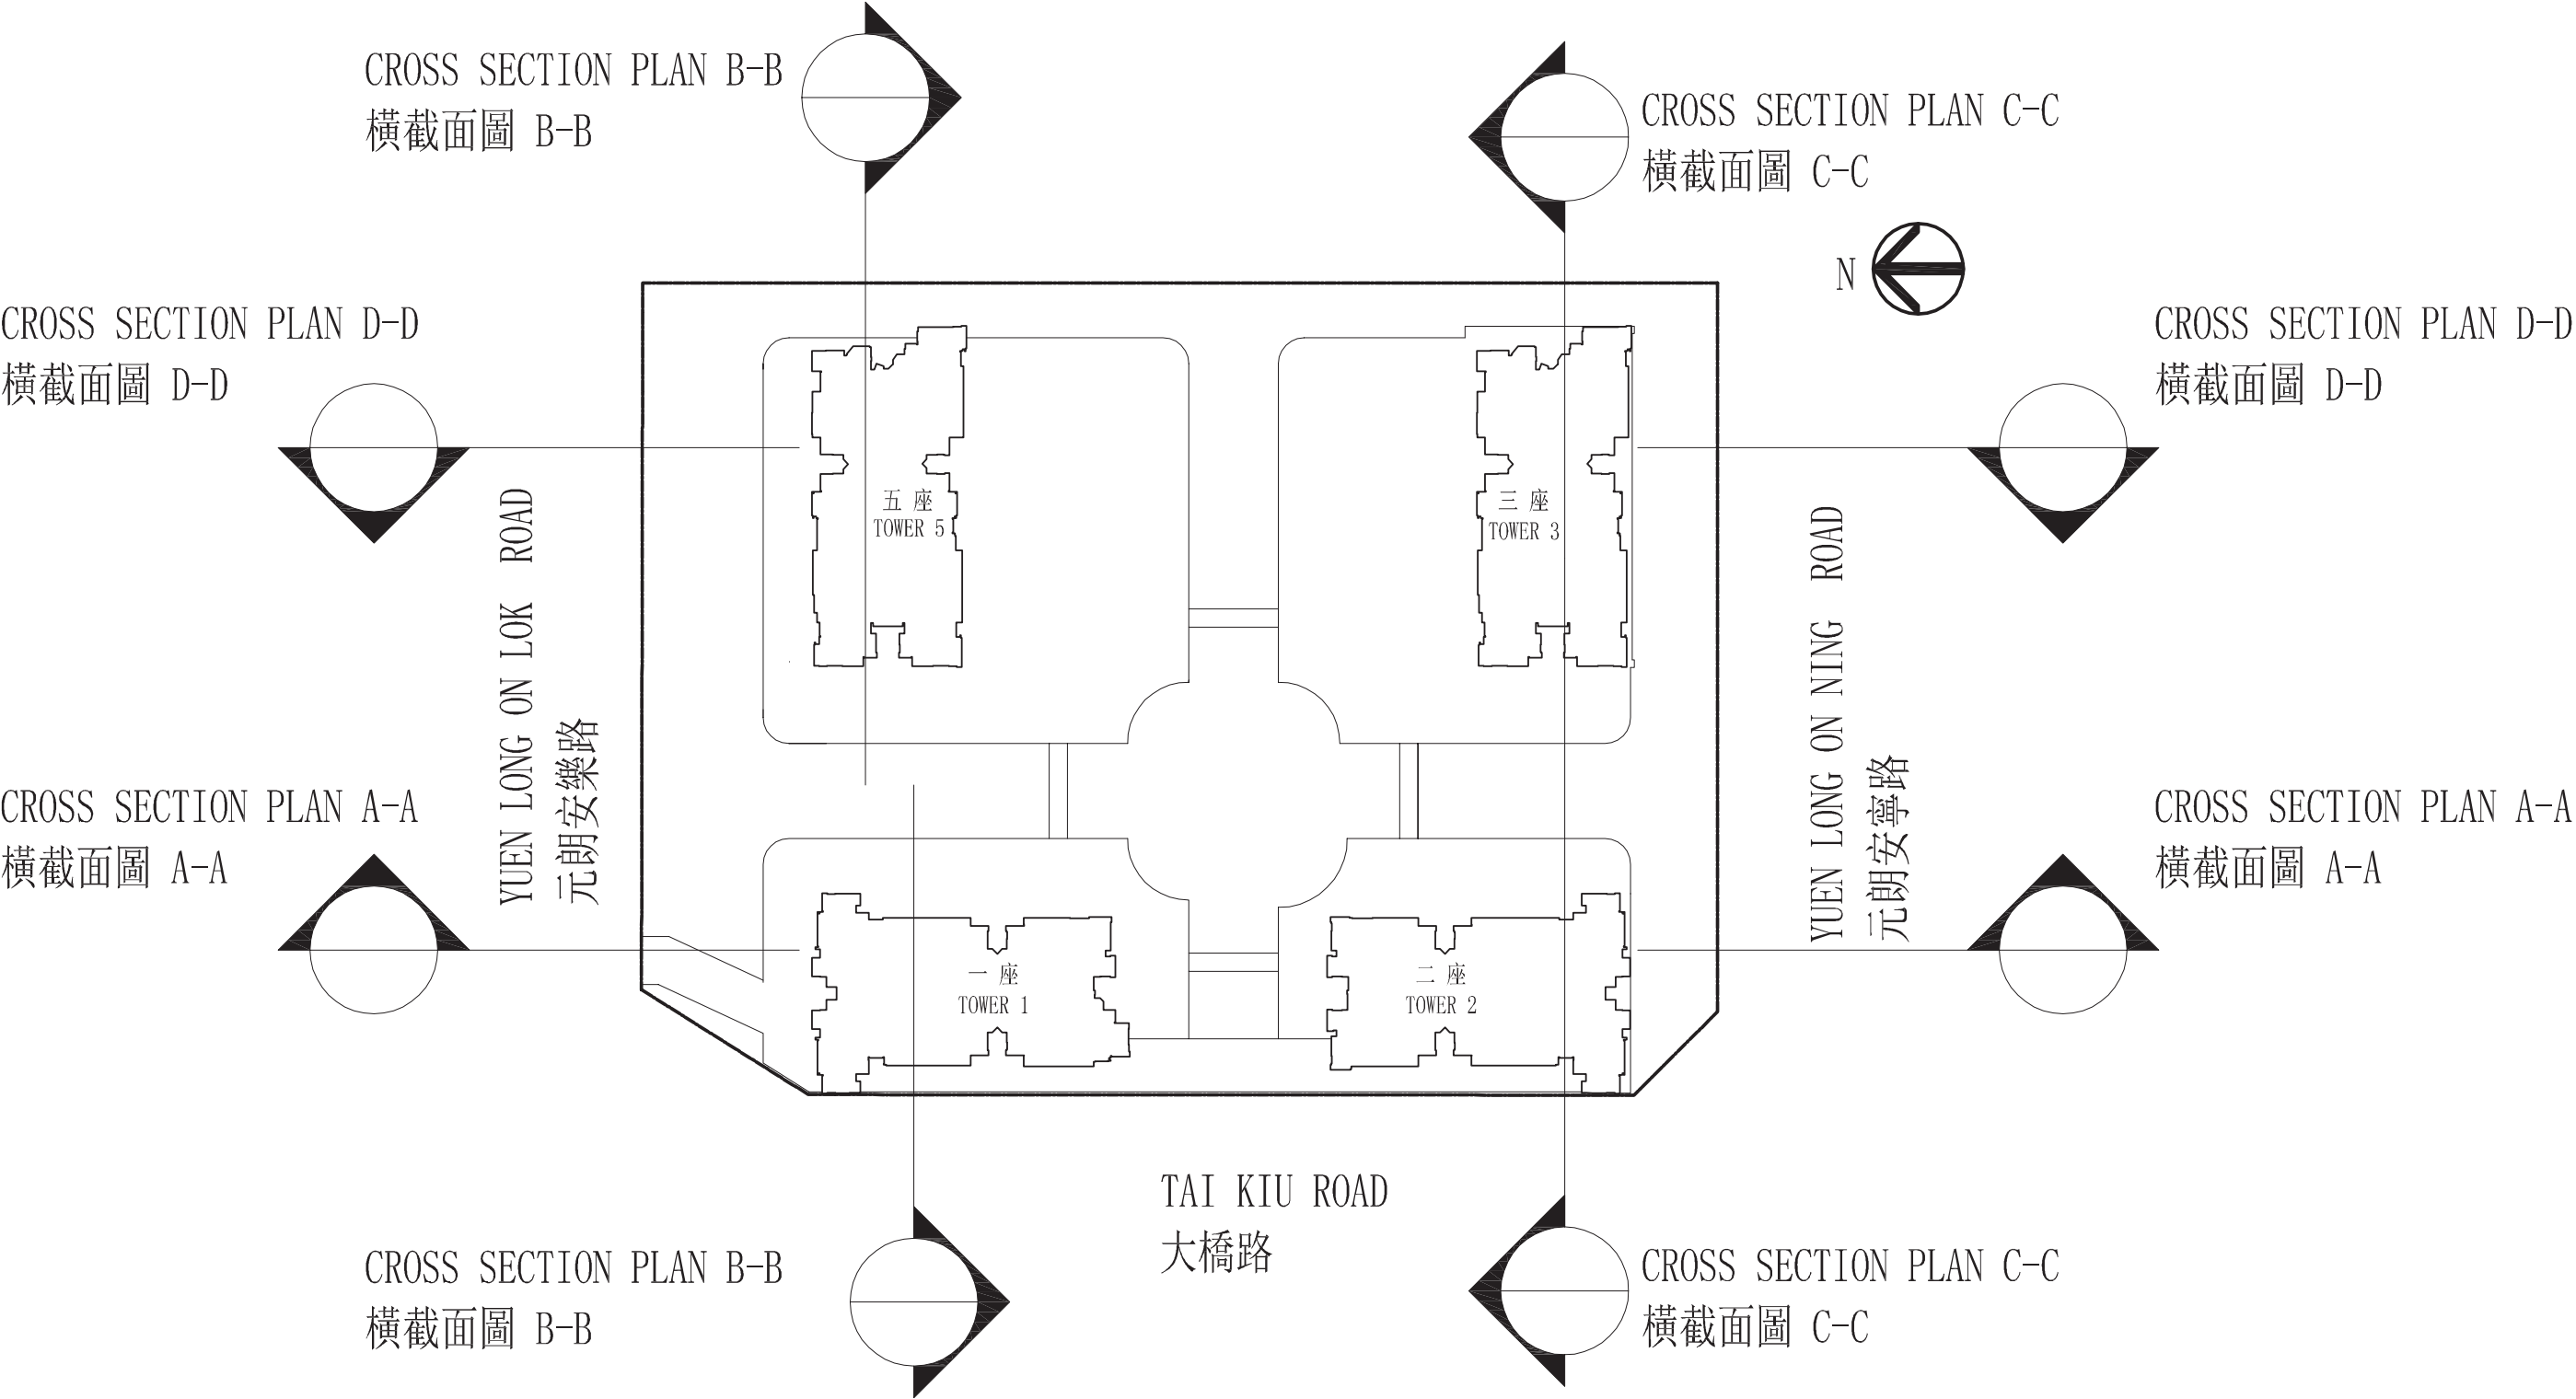 CROSS SECTION PLAN B-B
橫截面圖 B-B
CROSS SECTION PLAN C-C
橫截面圖 C-C
N
CROSS SECTION PLAN D-D
橫截面圖 D-D
CROSS SECTION PLAN D-D
橫截面圖 D-D
五座
TOWER 5
三座
TOWER 3
YUEN LONG ON LOK ROAD
元朗安樂路
YUEN LONG ON NING ROAD
元朗安寧路
CROSS SECTION PLAN A-A
橫截面圖 A-A
CROSS SECTION PLAN A-A
橫截面圖 A-A
一座
TOWER 1
二座
TOWER 2
TAI KIU ROAD
大橋路
CROSS SECTION PLAN B-B
橫截面圖 B-B
CROSS SECTION PLAN C-C
橫截面圖 C-C